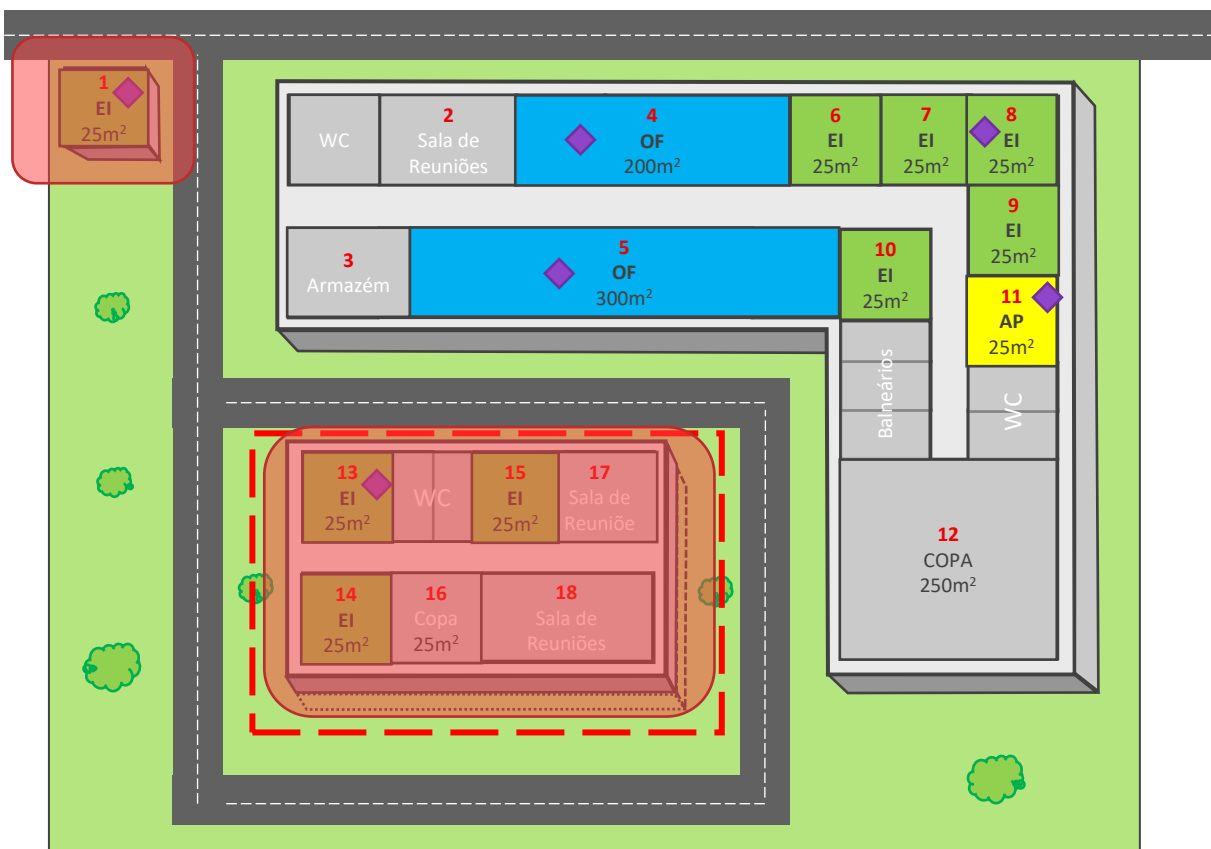 1
EI
25m²
WC
2
Sala de
Reuniões
4
OF
200m²
6
EI
25m²
7
EI
25m²
8
EI
25m²
3
Armazém
5
OF
300m²
10
EI
25m²
9
EI
25m²
11
AP
25m²
Balneários
WC
12
COPA
250m²
13
EI
25m²
WC
15
EI
25m²
17
Sala de
Reuniõe
14
EI
25m²
16
Copa
25m²
18
Sala de
Reuniões